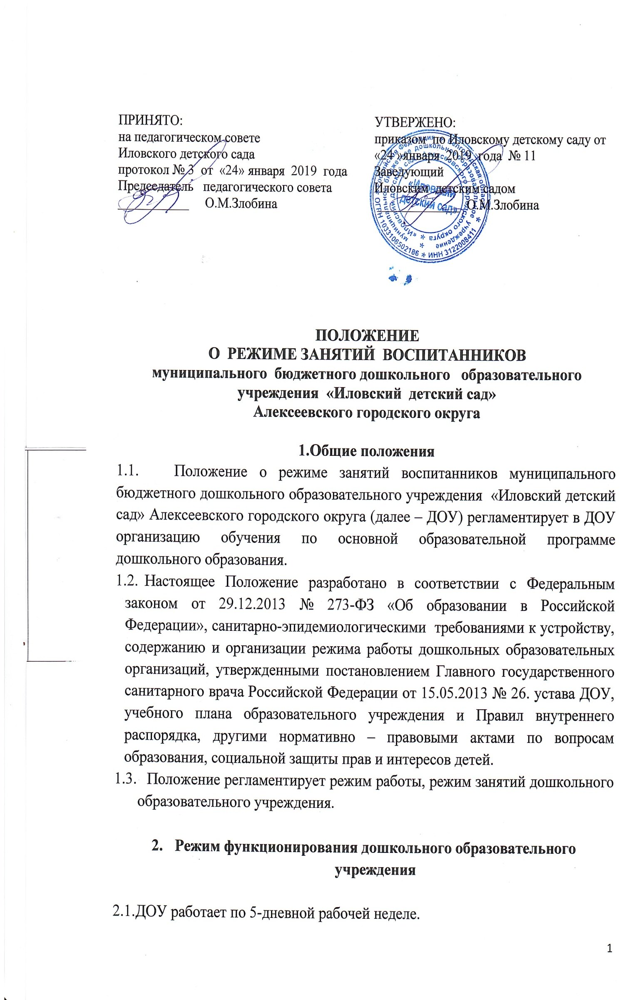 ПРИНЯТО:
на педагогическом совете
Иловского детского сада
протокол № 3 от «24» января 2019 года
Председатель педагогического совета
О.М.Злобина
УТВЕРЖЕНО:
приказом по Иловскому детскому саду от
«24 »января 2019 года № 11
Заведующий
Иловским детским садом
О.М.Злобина
«Иловский
детский сад»
ОГРН 1033106502186 * ИНН 3122008411 *
ПОЛОЖЕНИЕ
О РЕЖИМЕ ЗАНЯТИЙ ВОСПИТАННИКОВ
муниципального бюджетного дошкольного образовательного
учреждения «Иловский детский сад»
Алексеевского городского округа
1.Общие положения
1.1. Положение о режиме занятий воспитанников муниципального
бюджетного дошкольного образовательного учреждения «Иловский детский
сад» Алексеевского городского округа (далее – ДОУ) регламентирует в ДОУ
организацию обучения по основной образовательной программе
дошкольного образования.
1.2. Настоящее Положение разработано в соответствии с Федеральным
законом от 29.12.2013 № 273-ФЗ «Об образовании в Российской
Федерации», санитарно-эпидемиологическими требованиями к устройству,
содержанию и организации режима работы дошкольных образовательных
организаций, утвержденными постановлением Главного государственного
санитарного врача Российской Федерации от 15.05.2013 № 26. устава ДОУ,
учебного плана образовательного учреждения и Правил внутреннего
распорядка, другими нормативно – правовыми актами по вопросам
образования, социальной защиты прав и интересов детей.
1.3. Положение регламентирует режим работы, режим занятий дошкольного
образовательного учреждения.
2. Режим функционирования дошкольного образовательного
учреждения
2.1.ДОУ работает по 5-дневной рабочей неделе.
1